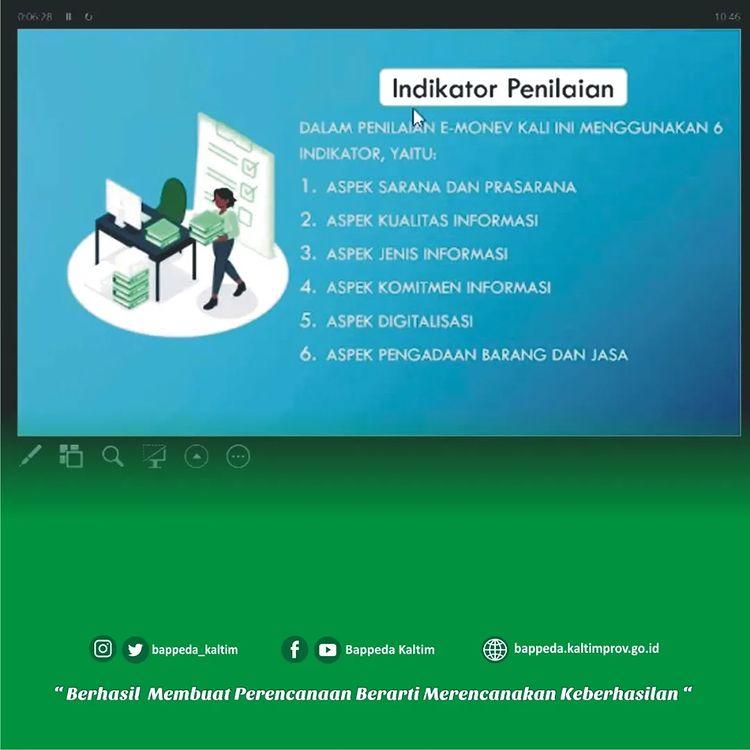 0:06:28
10.46
Indikator Penilaian
DALAM PENILAIAN E-MONEV KALI INI MENGGUNAKAN 6
INDIKATOR, YAITU:
1. ASPEK SARANA DAN PRASARANA
2. ASPEK KUALITAS INFORMASI
3. ASPEK JENIS INFORMASI
4. ASPEK KOMITMEN INFORMASI
5. ASPEK DIGITALISASI
6. ASPEK PENGADAAN BARANG DAN JASA
bappeda_kaltim
Bappeda Kaltim
bappeda.kaltimprov.go.id
“ Berhasil Membuat Perencanaan Berarti Merencanakan Keberhasilan “